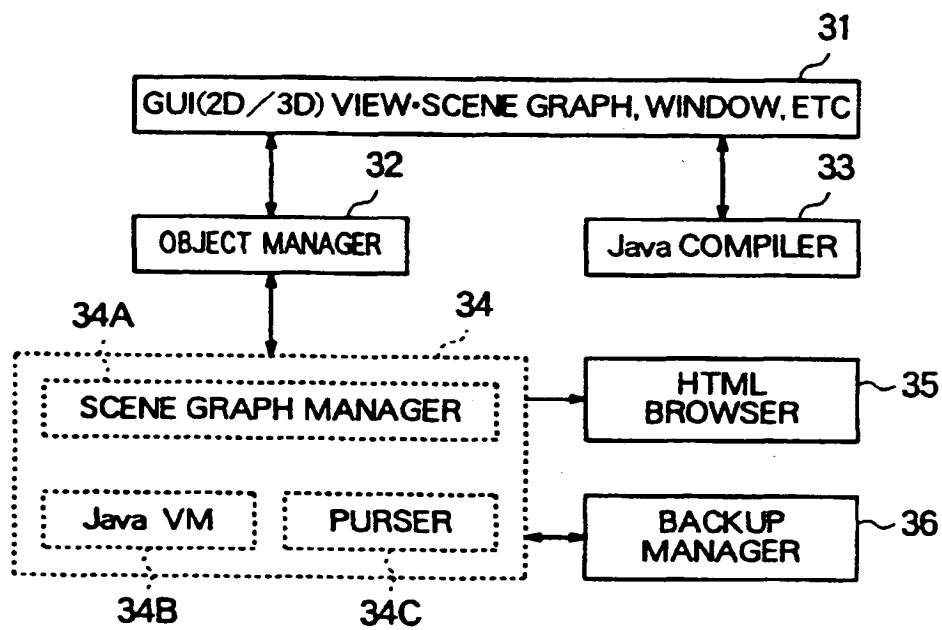 31
GUI(2D／3D) VIEW•SCENE GRAPH, WINDOW, ETC
32
33
OBJECT MANAGER
Java COMPILER
34A
34
SCENE GRAPH MANAGER
HTML
BROWSER
35
Java VM
PURSER
BACKUP
MANAGER
36
34B
34C